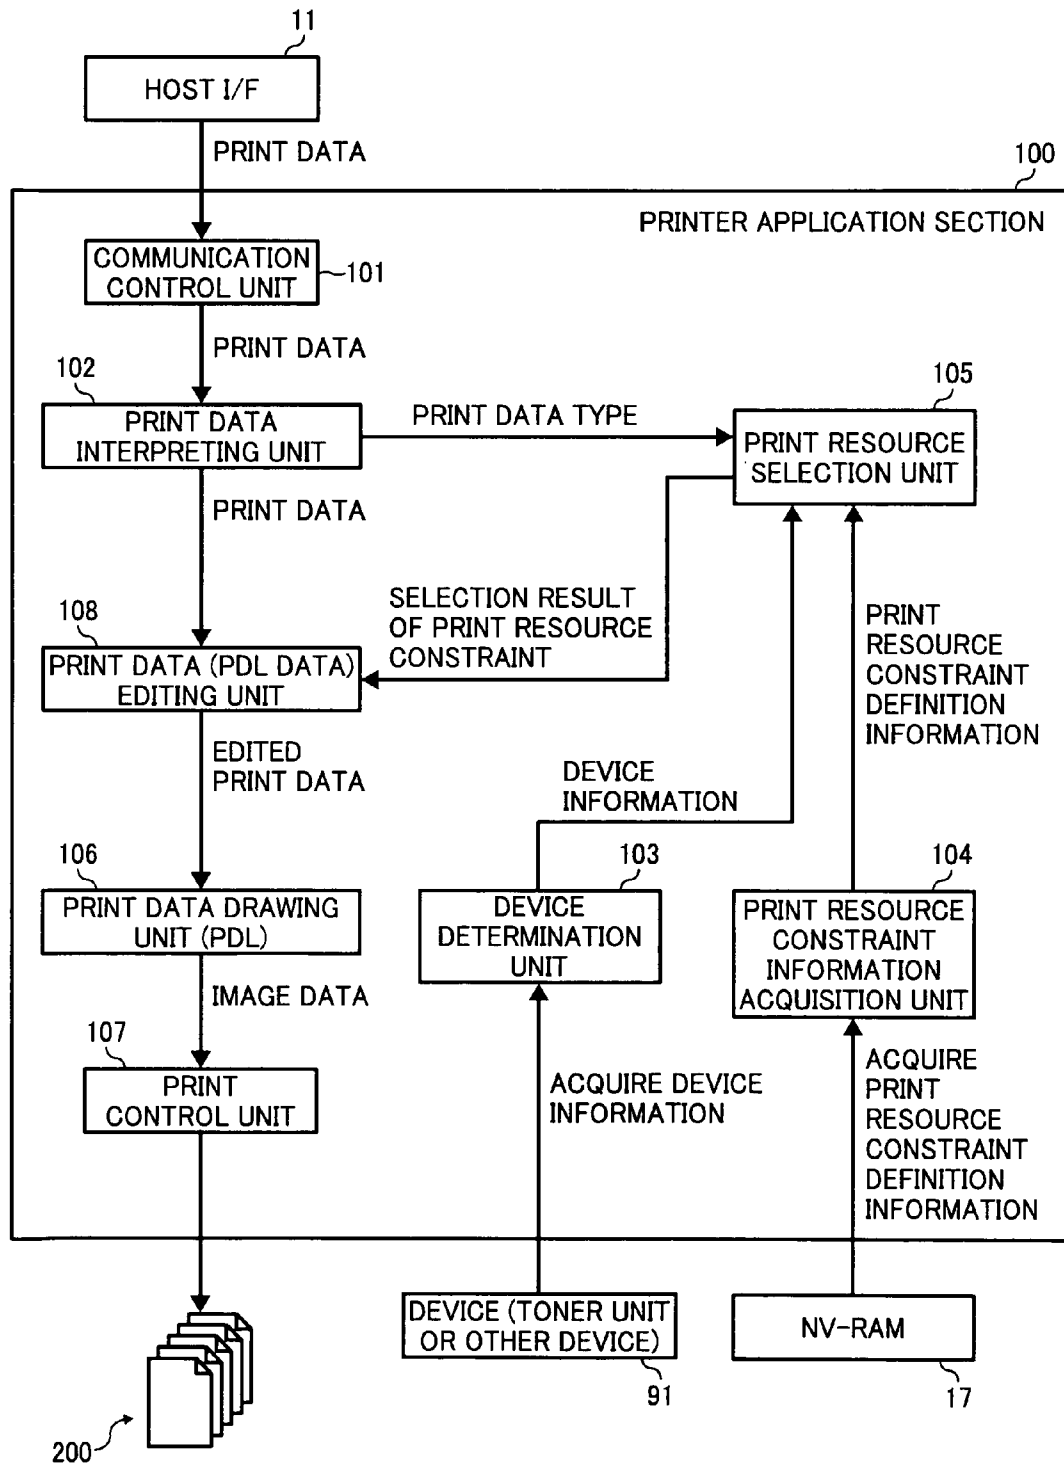 11
HOST I/F
PRINT DATA
100
PRINTER APPLICATION SECTION
COMMUNICATION
CONTROL UNIT
101
PRINT DATA
102
PRINT DATA
INTERPRETING UNIT
PRINT DATA TYPE
105
PRINT RESOURCE
SELECTION UNIT
PRINT DATA
SELECTION RESULT
OF PRINT RESOURCE
CONSTRAINT
108
PRINT DATA (PDL DATA)
EDITING UNIT
PRINT
RESOURCE
CONSTRAINT
DEFINITION
INFORMATION
EDITED
PRINT DATA
DEVICE
INFORMATION
106
PRINT DATA DRAWING
UNIT (PDL)
103
DEVICE
DETERMINATION
UNIT
104
PRINT RESOURCE
CONSTRAINT
INFORMATION
ACQUISITION UNIT
IMAGE DATA
107
PRINT
CONTROL UNIT
ACQUIRE DEVICE
INFORMATION
ACQUIRE
PRINT
RESOURCE
CONSTRAINT
DEFINITION
INFORMATION
DEVICE (TONER UNIT
OR OTHER DEVICE)
91
NV-RAM
17
200